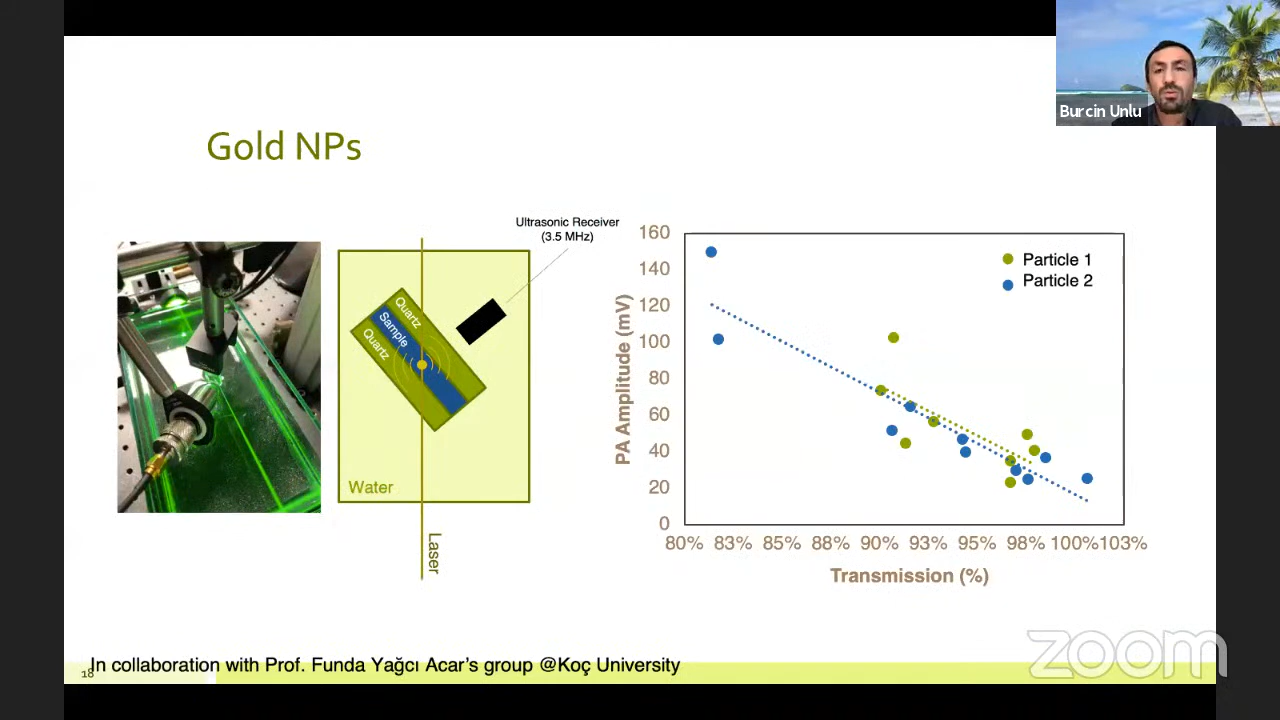 Burcin Unlu
Gold NPs
Ultrasonic Receiver
(3.5 MHz)
Quartz
Sample
Quartz
Water
Laser
PA Amplitude (mV)
160
140
120
100
80
60
40
20
0
Particle 1
Particle 2
80% 83% 85% 88% 90% 93% 95% 98% 100% 103%
Transmission (%)
In collaboration with Prof. Funda Yağcı Acar's group @Koç University
18
zoom